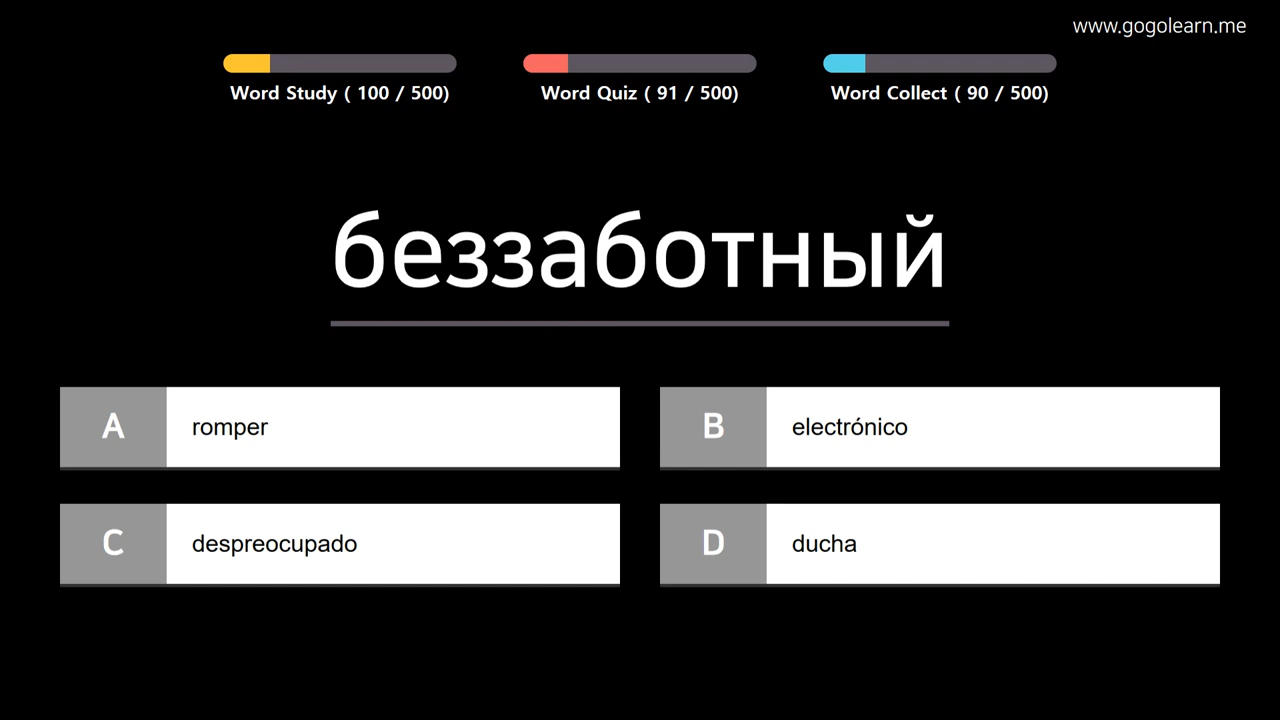 www.gogolearn.me
Word Study ( 100 / 500)
Word Quiz ( 91 / 500)
Word Collect ( 90 / 500)
беззаботный
A romper
B electrónico
C despreocupado
D ducha